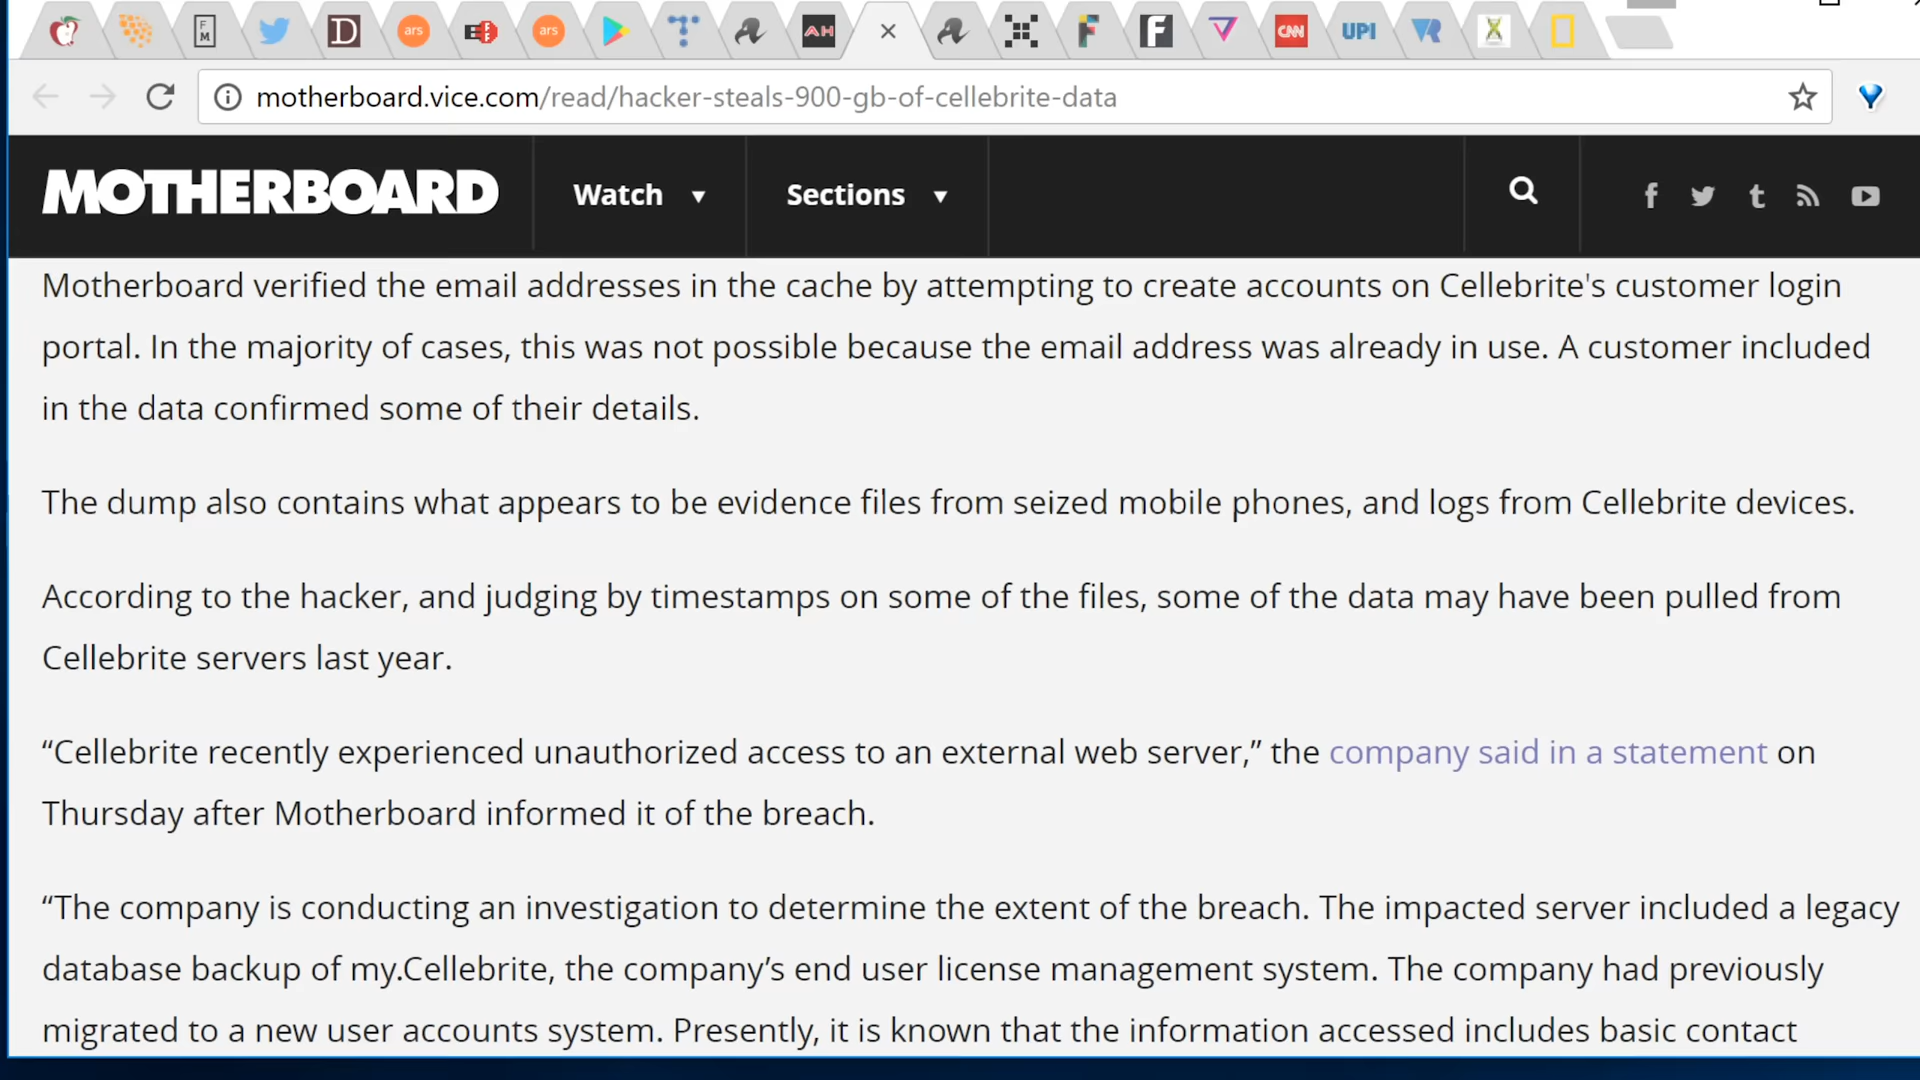 F
M
D
ars
ars
AH
F
CNN
UPI
VR
motherboard.vice.com/read/hacker-steals-900-gb-of-cellebrite-data
MOTHERBOARD
Watch
Sections
Motherboard verified the email addresses in the cache by attempting to create accounts on Cellebrite's customer login
portal. In the majority of cases, this was not possible because the email address was already in use. A customer included
in the data confirmed some of their details.
The dump also contains what appears to be evidence files from seized mobile phones, and logs from Cellebrite devices.
According to the hacker, and judging by timestamps on some of the files, some of the data may have been pulled from
Cellebrite servers last year.
“Cellebrite recently experienced unauthorized access to an external web server,” the company said in a statement on
Thursday after Motherboard informed it of the breach.
“The company is conducting an investigation to determine the extent of the breach. The impacted server included a legacy
database backup of my.Cellebrite, the company’s end user license management system. The company had previously
migrated to a new user accounts system. Presently, it is known that the information accessed includes basic contact